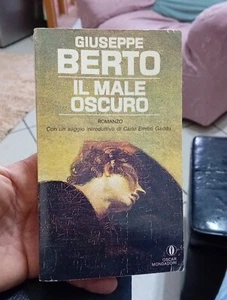 GIUSEPPE
BERTO
IL MALE
OSCURO
ROMANZO
Con un saggio introduttivo di Carlo Emilio Gadda
OSCAR
MONDADORI